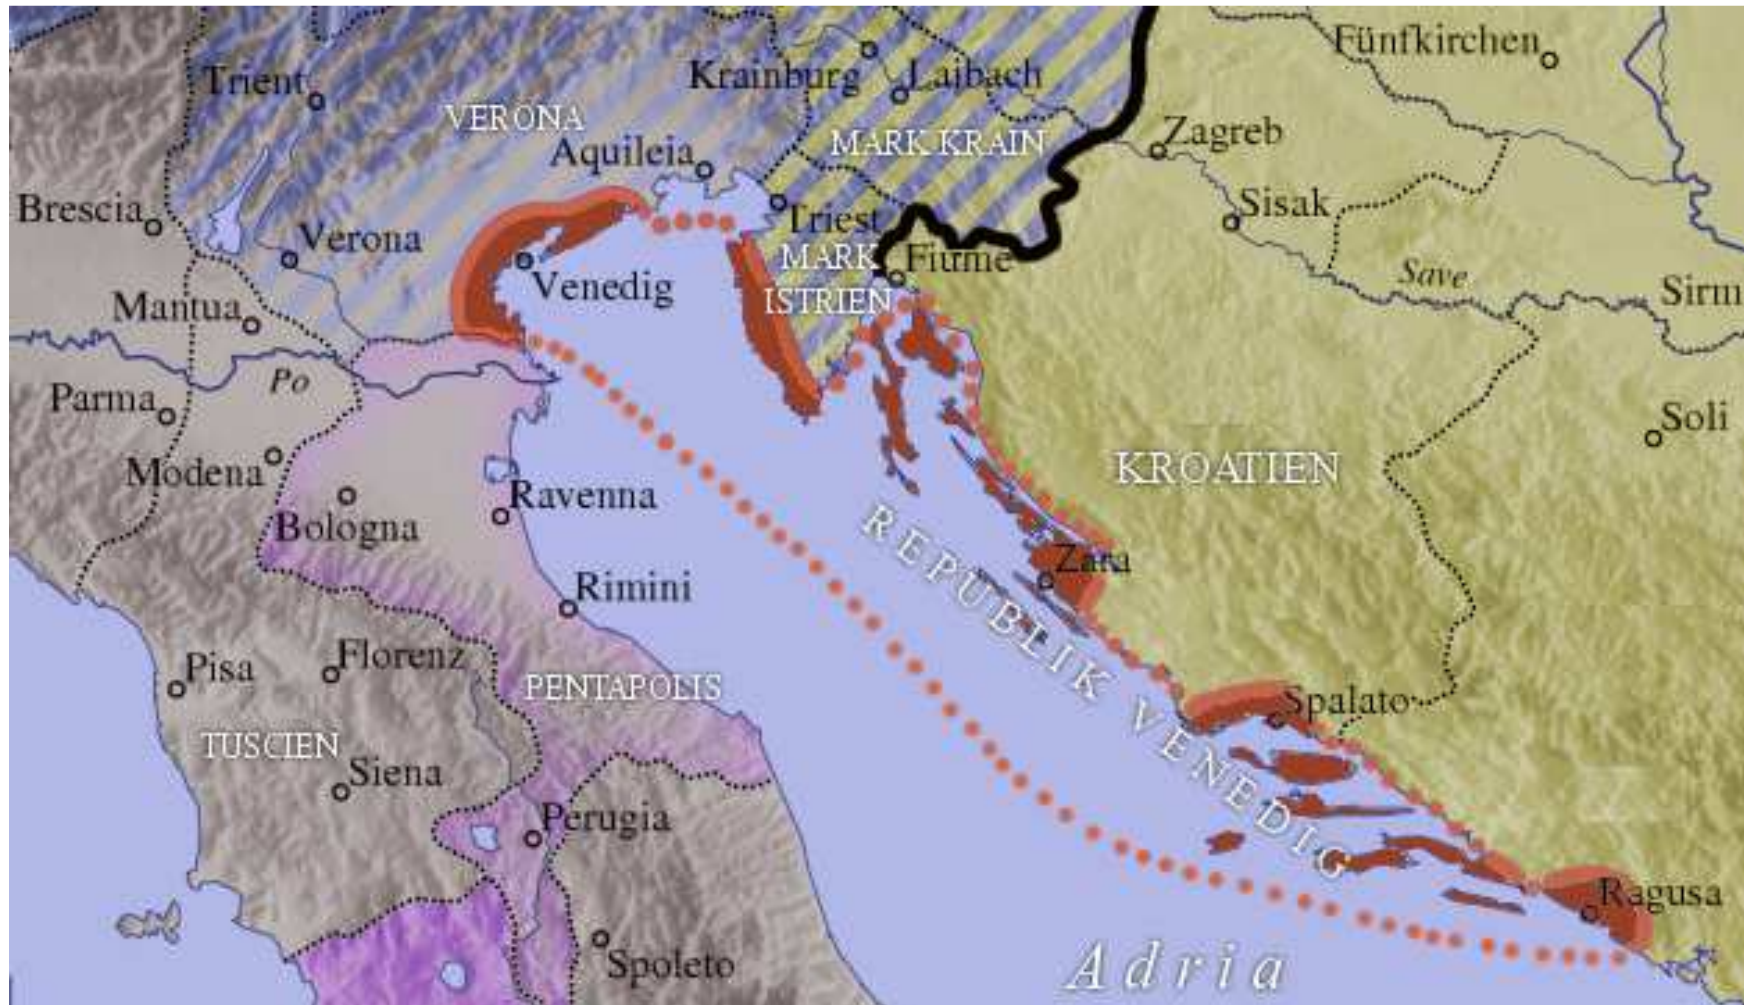 Fünfkirchen
Krainburg
Laibach
Trient
VERONA
Zagreb
MARK KRAIN
Aquileia
Brescia
Triest
Sisak
Verona
MARK
ISTRIEN
Fiume
Venedig
Save
Sirm
Mantua
Po
Parma
Soli
Modena
KROATIEN
Ravenna
Bologna
REPUBLIK VENEDIG
Zara
Rimini
Florenz
Pisa
PENTAPOLIS
Spalato
TUSCIEN
Siena
Perugia
Ragusa
Spoleto
Adria